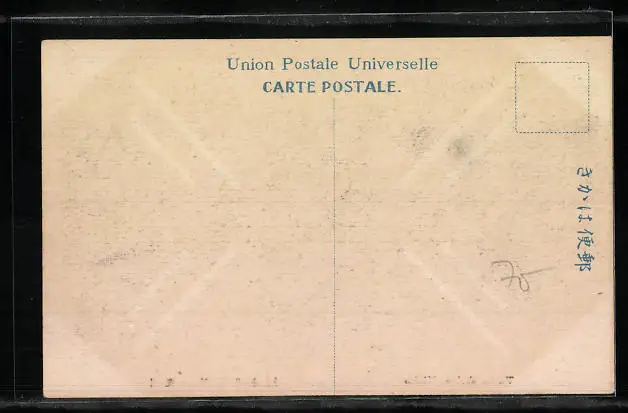 Union Postale Universelle
CARTE POSTALE.
きかは便郵